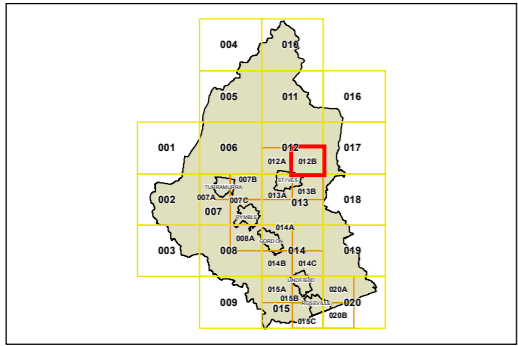 004 010
005 011 016
001 006 012 017
012A 012B
007B ST IVES
TURRAMURRA
002 007A 007C 013A 013B 018
007 013
PYMBLE
008A GORDON 014A
003 008 014 019
014B 014C
LINDFIELD
015A 020A
009 015B ROSEVILLE 020
015 015C 020B